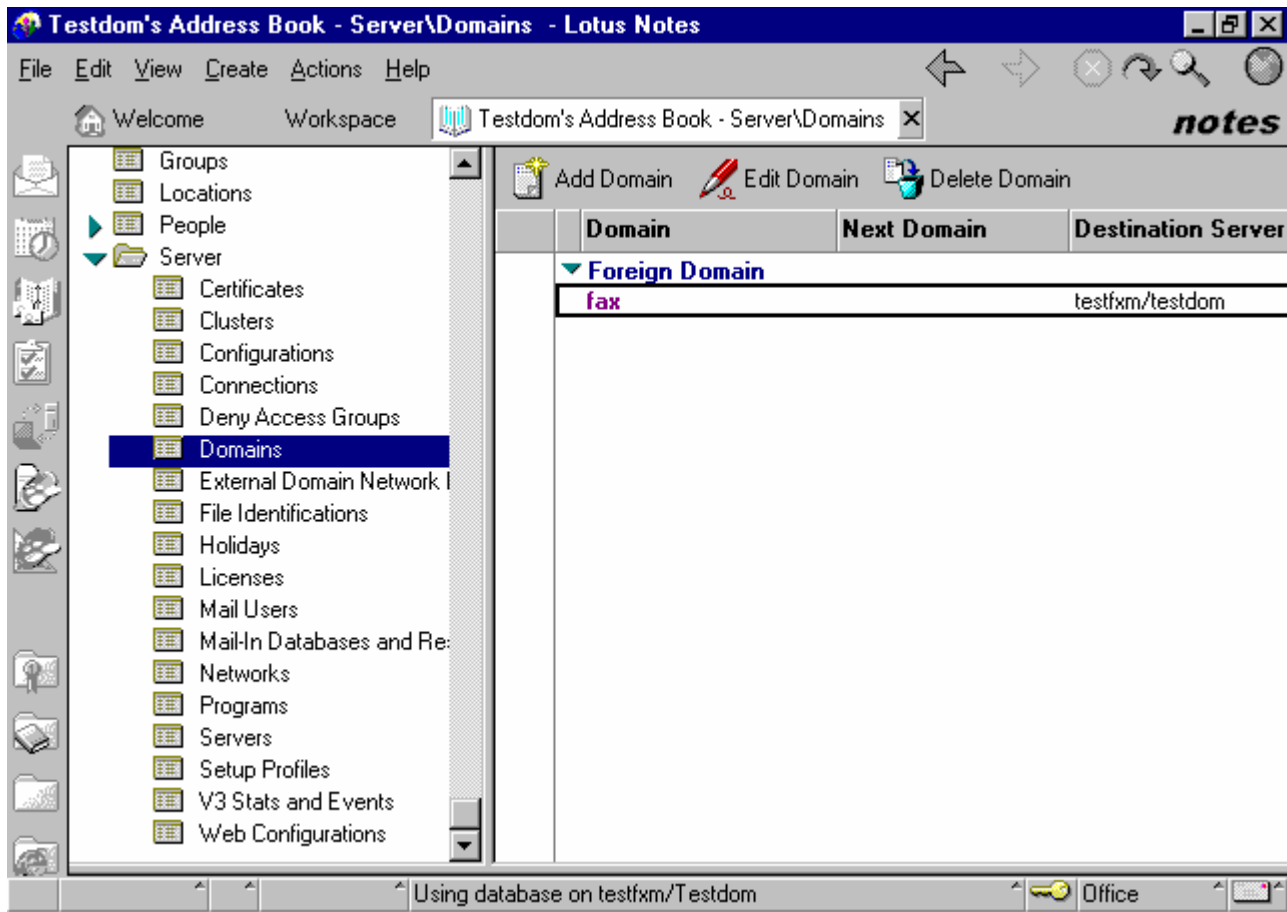 Testdom's Address Book - Server\Domains - Lotus Notes
File Edit View Create Actions Help
Welcome Workspace Testdom's Address Book - Server\Domains
notes
Groups
Locations
People
Server
Certificates
Clusters
Configurations
Connections
Deny Access Groups
Domains
External Domain Network
File Identifications
Holidays
Licenses
Mail Users
Mail-In Databases and Re
Networks
Programs
Servers
Setup Profiles
V3 Stats and Events
Web Configurations
Add Domain Edit Domain Delete Domain
Domain Next Domain Destination Server
Foreign Domain
fax testfxm/testdom
Using database on testfxm/Testdom Office